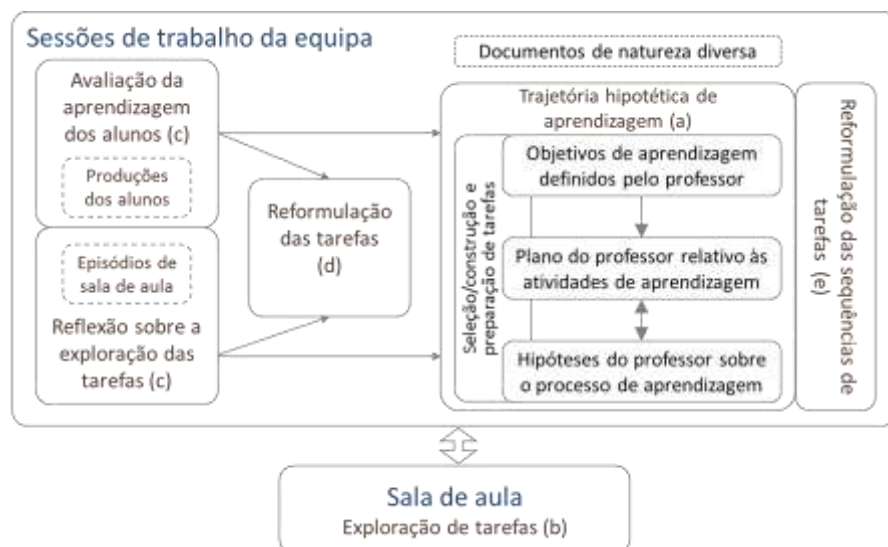 Sessões de trabalho da equipa
Documentos de natureza diversa
Avaliação da
aprendizagem
dos alunos (c)
Produções
dos alunos
Episódios de
sala de aula
Reflexão sobre a
exploração das
tarefas (c)
Reformulação
das tarefas
(d)
Trajetória hipotética de
aprendizagem (a)
Seleção/construção e
preparação de tarefas
Objetivos de aprendizagem
definidos pelo professor
Plano do professor relativo às
atividades de aprendizagem
Hipóteses do professor sobre
o processo de aprendizagem
Reformulação das sequências de
tarefas (e)
Sala de aula
Exploração de tarefas (b)